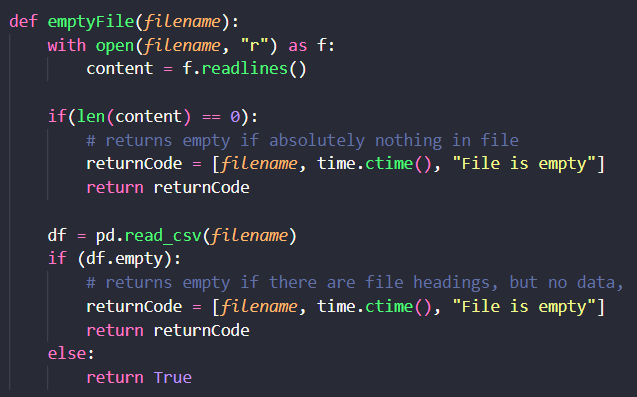 def emptyFile(filename):
    with open(filename, "r") as f:
        content = f.readlines()

    if(len(content) == 0):
        # returns empty if absolutely nothing in file
        returnCode = [filename, time.ctime(), "File is empty"]
        return returnCode

    df = pd.read_csv(filename)
    if (df.empty):
        # returns empty if there are file headings, but no data,
        returnCode = [filename, time.ctime(), "File is empty"]
        return returnCode
    else:
        return True